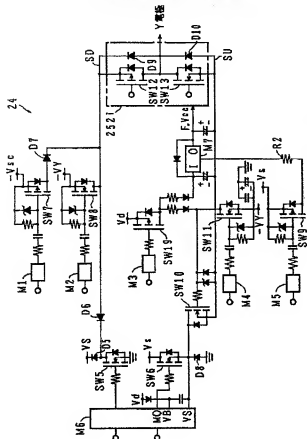 24
D7
-Vsc
SW7
M1
-VY
SW8
M2
D6
VS
D5
SW5
M6
Vd
M0
VB
VS
Vs
SW6
D8
SD
D9
D10
SW12
SW13
SU
2521
Y電極
F.Vcc
M7
I
O
Vd
SW19
M3
SW10
SW11
-VY
M4
Vs
SW9
M5
R2